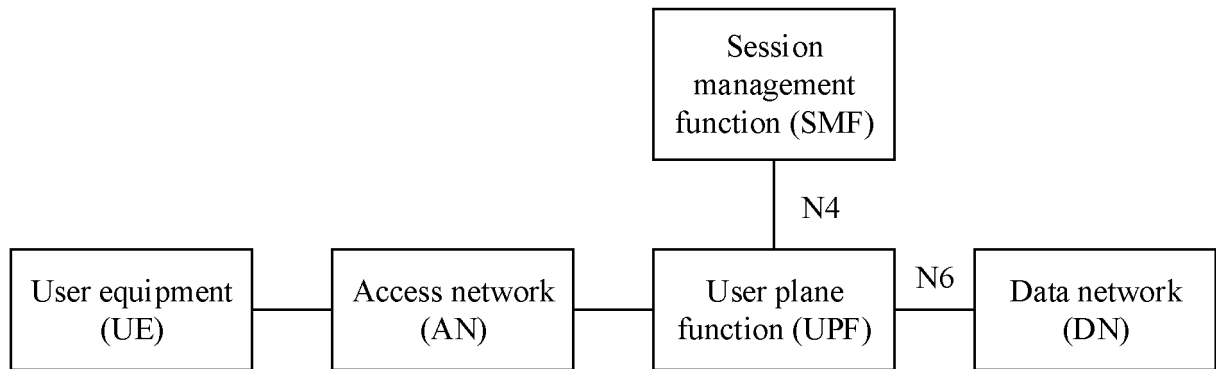 Session
management
function (SMF)
N4
User equipment
(UE)
Access network
(AN)
User plane
function (UPF)
N6
Data network
(DN)